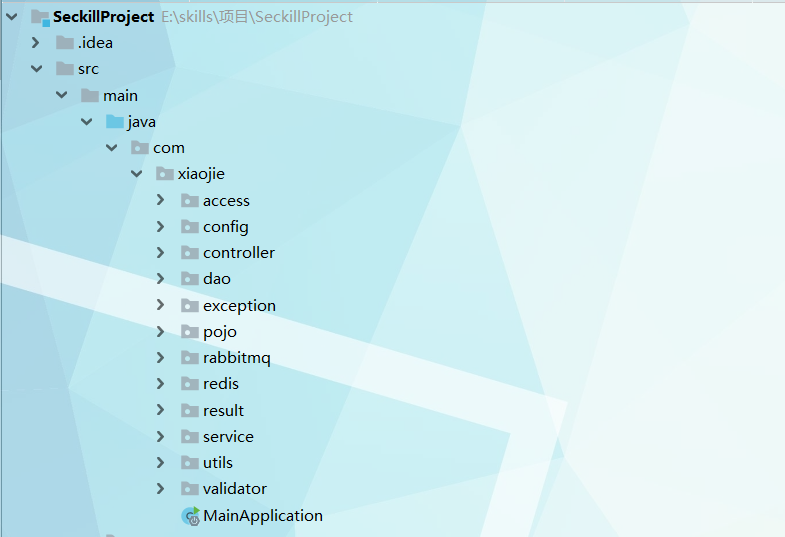 SeckillProject E:\skills\项目\SeckillProject
.idea
src
main
java
com
xiaojie
access
config
controller
dao
exception
pojo
rabbitmq
redis
result
service
utils
validator
MainApplication